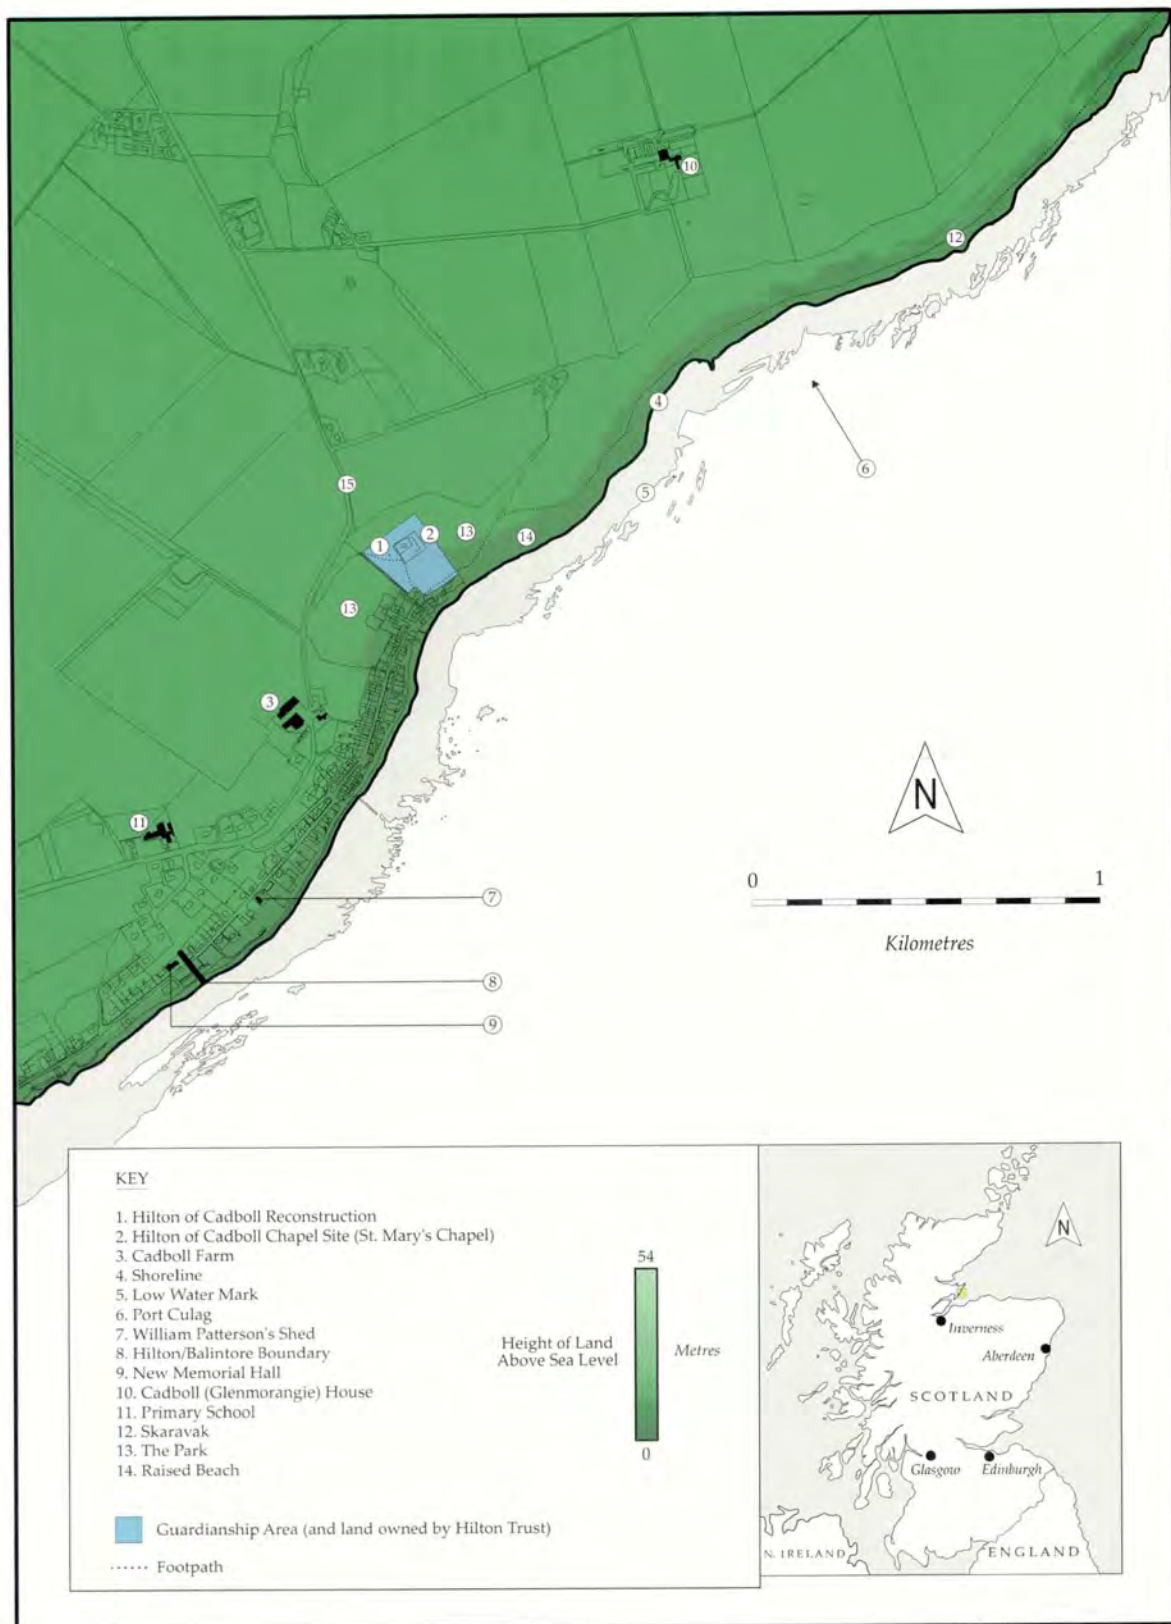 10
12
4
6
5
15
13
14
2
1
13
3
11
7
8
9
N
0 1
Kilometres
KEY
1. Hilton of Cadboll Reconstruction
2. Hilton of Cadboll Chapel Site (St. Mary's Chapel)
3. Cadboll Farm
4. Shoreline
5. Low Water Mark
6. Port Culag
7. William Patterson's Shed
8. Hilton/Balintore Boundary
9. New Memorial Hall
10. Cadboll (Glenmorangie) House
11. Primary School
12. Skaravak
13. The Park
14. Raised Beach
54
Height of Land
Above Sea Level
Metres
0
Guardianship Area (and land owned by Hilton Trust)
Footpath
N
Inverness
Aberdeen
SCOTLAND
Glasgow
Edinburgh
N. IRELAND
ENGLAND